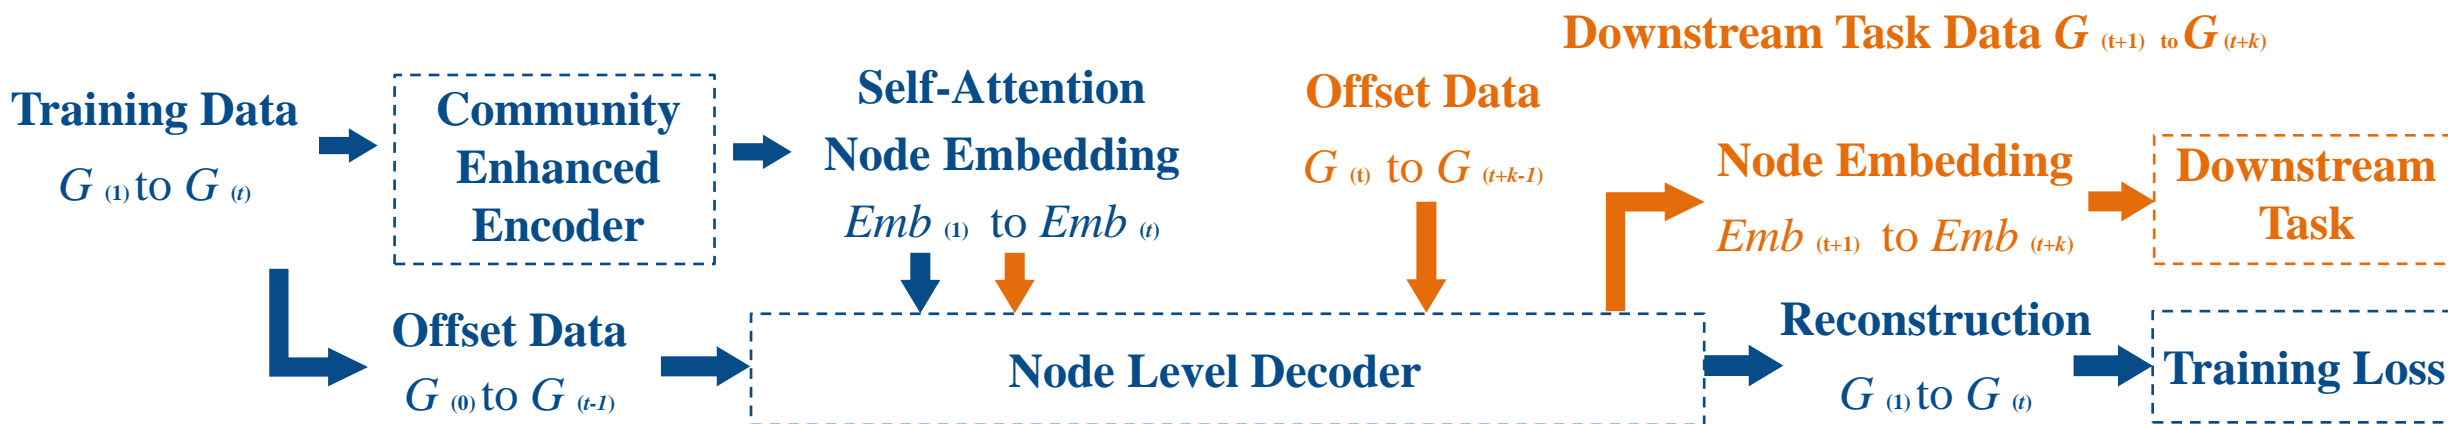 Downstream Task Data G (t+1) to G (t+k)
Training Data
G (1) to G (t)
Community
Enhanced
Encoder
Self-Attention
Node Embedding
Emb (1) to Emb (t)
Offset Data
G (t) to G (t+k-1)
Node Embedding
Emb (t+1) to Emb (t+k)
Downstream
Task
Offset Data
G (0) to G (t-1)
Node Level Decoder
Reconstruction
G (1) to G (t)
Training Loss